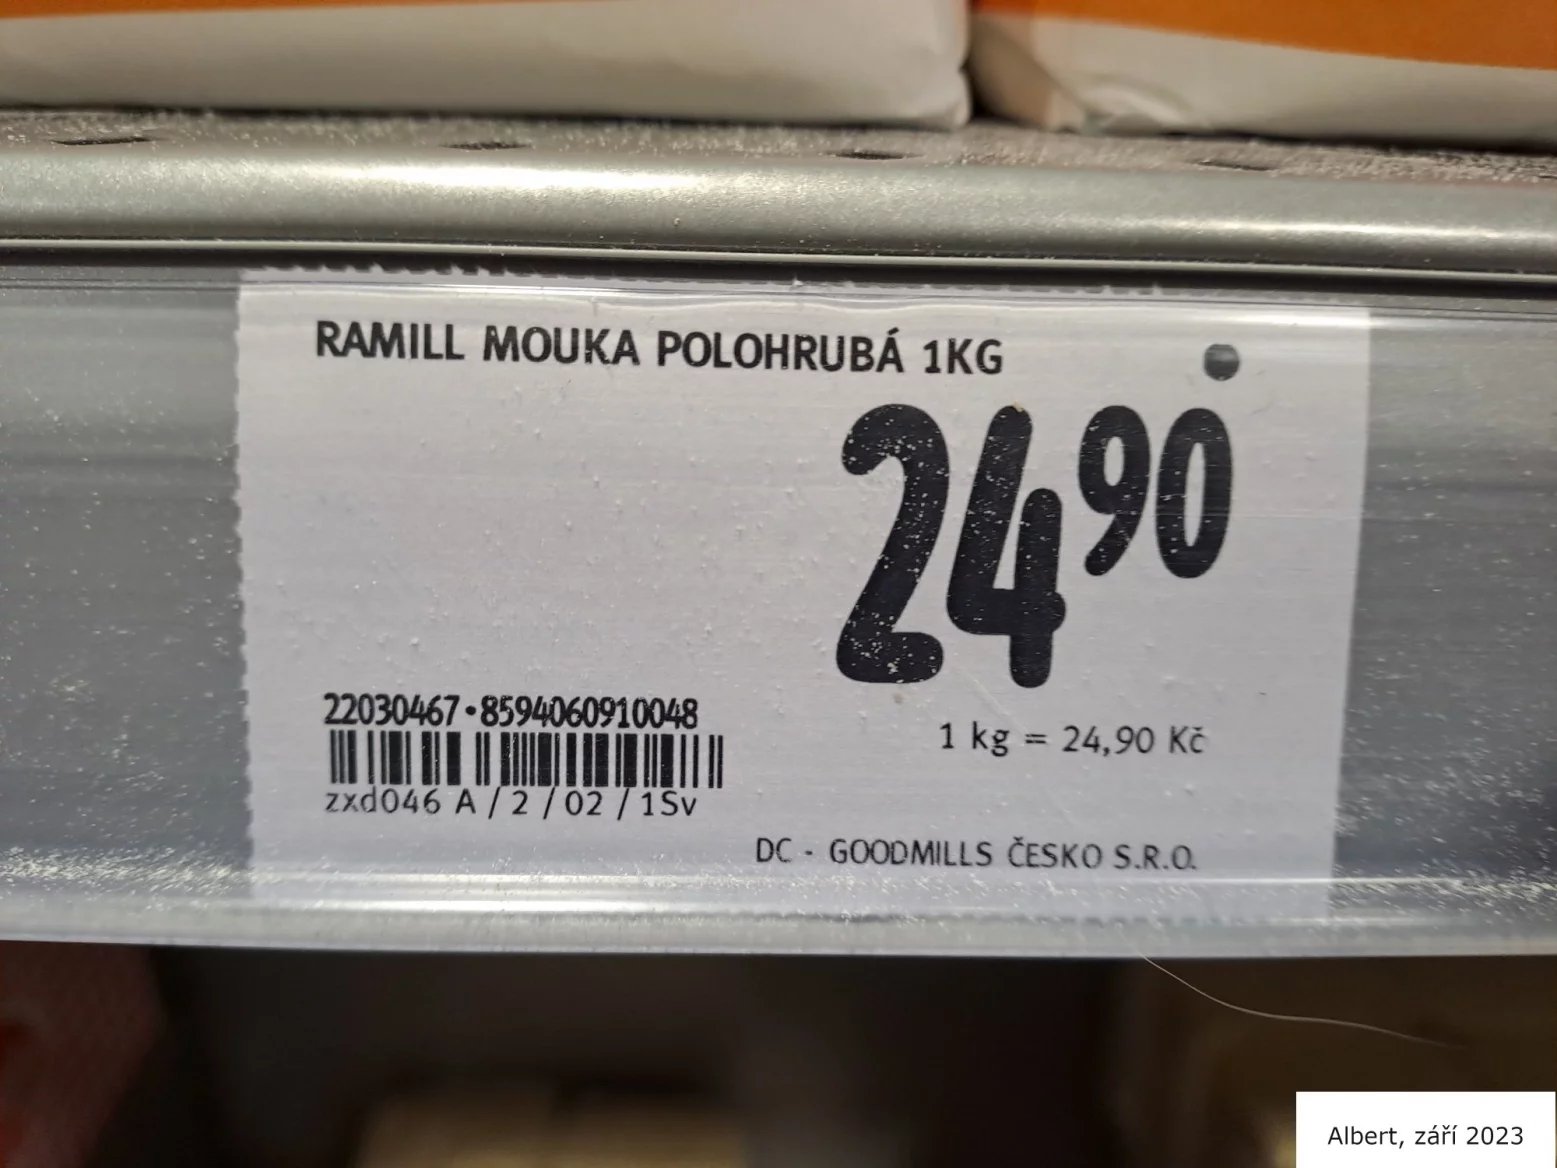 RAMILL MOUKA POLOHRUBÁ 1KG
24 90
22030467•8594060910048
1 kg = 24,90 Kč
zxd046 A / 2 / 02 / 1Sv
DC - GOODMILLS ČESKO S.R.O.
Albert, září 2023